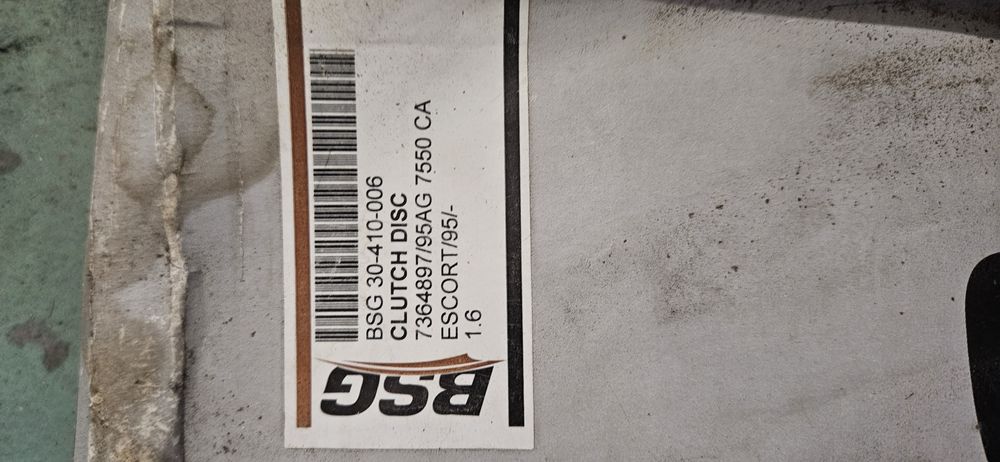 BSG
BSG 30-410-006
CLUTCH DISC
7364897/95AG 7550 CA
ESCORT/95/-
1.6